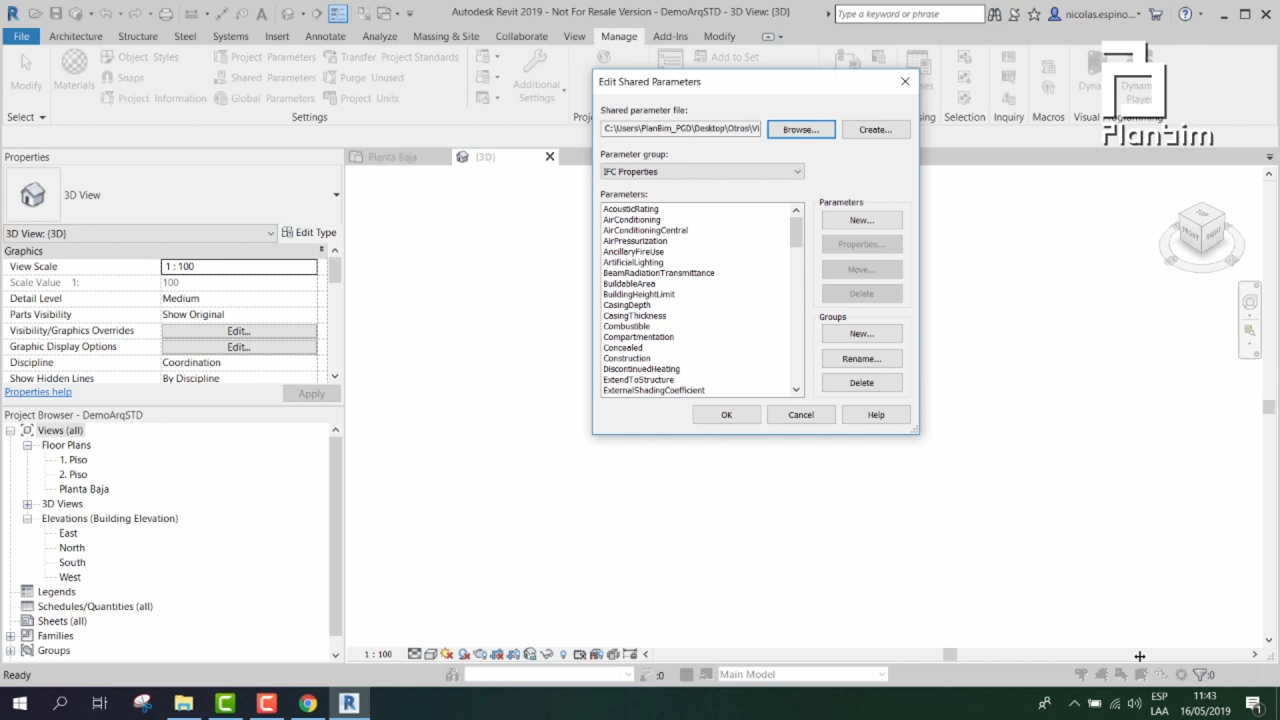 Autodesk Revit 2019 - Not For Resale Version - DemoArqSTD - 3D View: {3D}
Type a keyword or phrase
nicolas.espino...
File Architecture Structure Steel Systems Insert Annotate Analyze Massing & Site Collaborate View Manage Add-Ins Modify
Modify
Materials
Object Styles
Snaps
Project Information
Project Parameters
Shared Parameters
Global Parameters
Transfer Project Standards
Purge Unused
Project Units
Additional
Settings
Add to Set
Player
Select
Settings
Selection
Inquiry
Macros
PlanBim
Properties
3D View
3D View: {3D}
Edit Type
Graphics
View Scale 1 : 100
Scale Value 1: 100
Detail Level Medium
Parts Visibility Show Original
Visibility/Graphics Overrides Edit...
Graphic Display Options Edit...
Discipline Coordination
Show Hidden Lines By Discipline
Properties help
Apply
Project Browser - DemoArqSTD
Views (all)
Floor Plans
1. Piso
2. Piso
Planta Baja
3D Views
Elevations (Building Elevation)
East
North
South
West
Legends
Schedules/Quantities (all)
Sheets (all)
Families
Groups
Planta Baja
{3D}
Edit Shared Parameters
Shared parameter file:
C:\Users\PlanBim_PGD\Desktop\Otros\Vi
Browse...
Create...
Parameter group:
IFC Properties
Parameters:
AcousticRating
AirConditioning
AirConditioningCentral
AirPressurization
AncillaryFireUse
ArtificialLighting
BeamRadiationTransmittance
BuildableArea
BuildingHeightLimit
CasingDepth
CasingThickness
Combustible
Compartmentation
Concealed
Construction
DiscontinuedHeating
ExtendToStructure
ExternalShadingCoefficient
Parameters
New...
Properties...
Move...
Delete
Groups
New...
Rename...
Delete
OK
Cancel
Help
TOP
FRONT
RIGHT
1 : 100
Ready
:0
Main Model
:0
ESP
LAA
11:43
16/05/2019
1